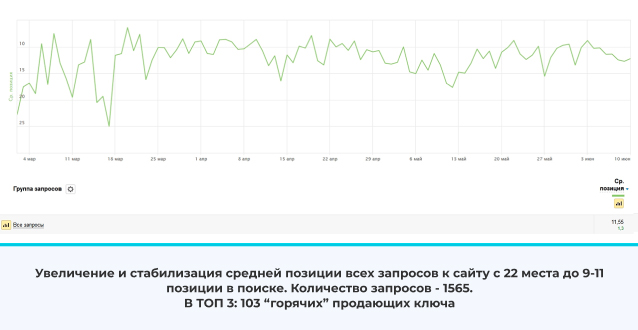 10
15
20
25
Ср. позиция
4 мар 11 мар 18 мар 25 мар 1 апр 8 апр 15 апр 22 апр 29 апр 6 май 13 май 20 май 27 май 3 июн 10 июн
Группа запросов
Ср.
позиция
Все запросы
11,55
1,3
Увеличение и стабилизация средней позиции всех запросов к сайту с 22 места до 9-11
позиции в поиске. Количество запросов - 1565.
В ТОП 3: 103 “горячих” продающих ключа